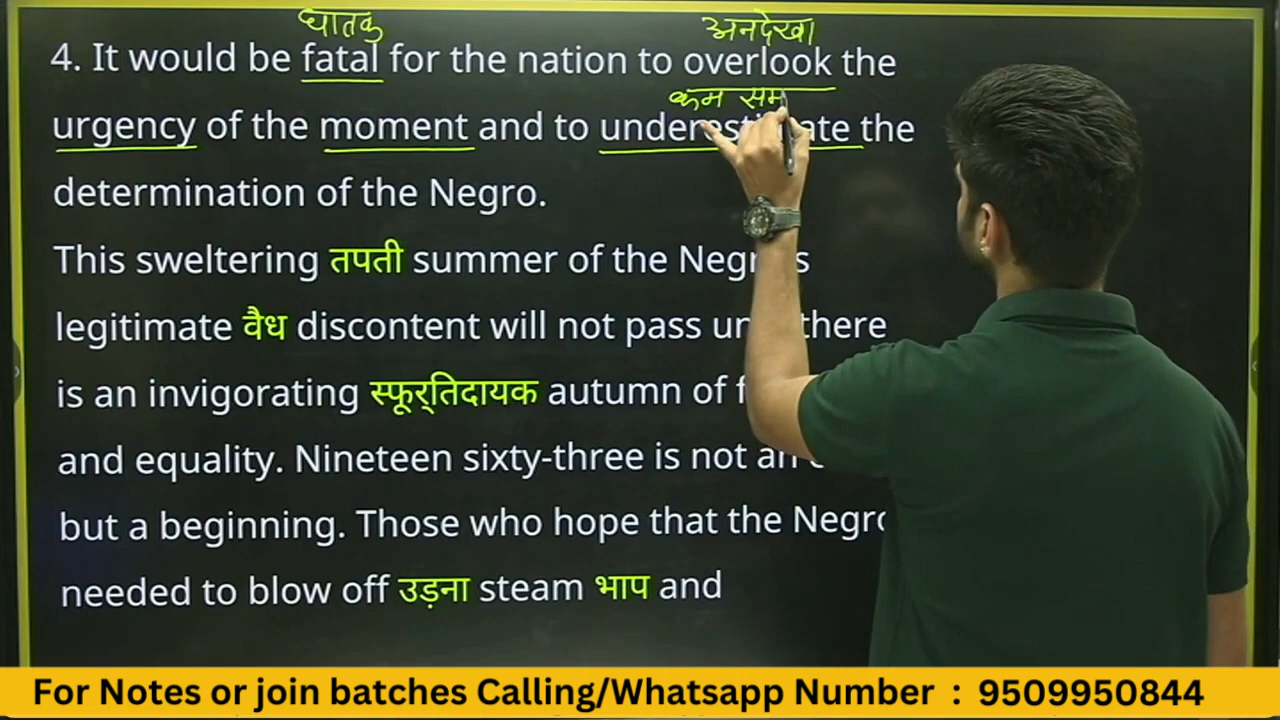 घातक अनदेखा
4. It would be fatal for the nation to overlook the
कम सम
urgency of the moment and to underestimate the
determination of the Negro.
This sweltering तपती summer of the Negro's
legitimate वैध discontent will not pass until there
is an invigorating स्फूर्तिदायक autumn of
and equality. Nineteen sixty-three is not an
but a beginning. Those who hope that the Negro
needed to blow off उड़ना steam भाप and
For Notes or join batches Calling/Whatsapp Number : 9509950844